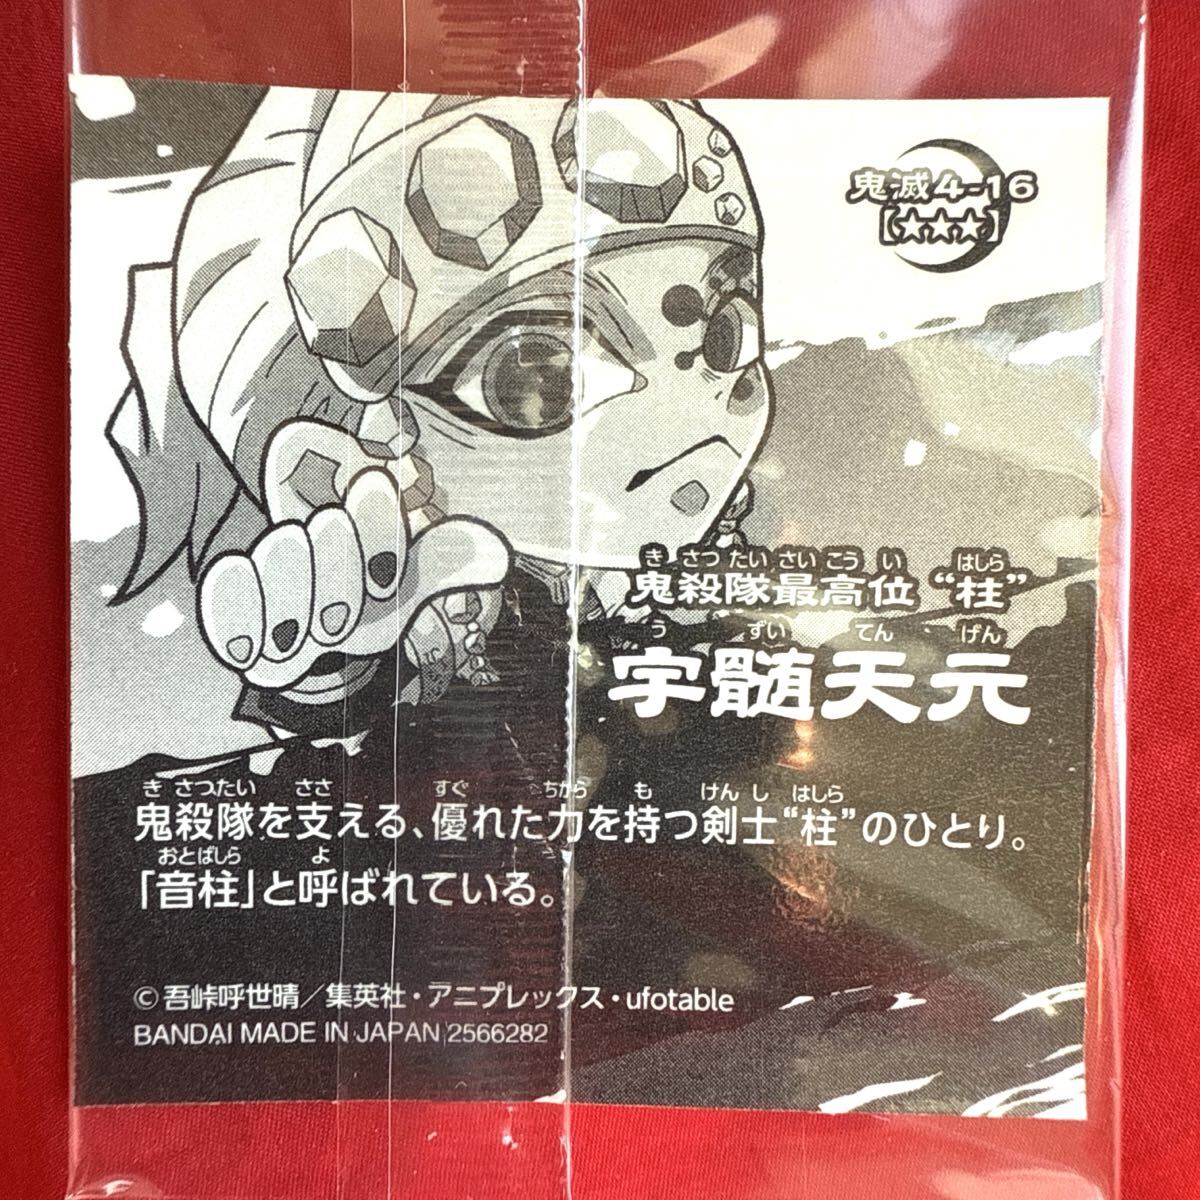 鬼滅4-16
【★★★】
き さつ たい さい こう い はしら
鬼殺隊最高位 “柱”
う ずい てん げん
宇髄天元
き さつたい ささ すぐ ちから も けん し はしら
鬼殺隊を支える、優れた力を持つ剣士“柱”のひとり。
おとばしら よ
「音柱」と呼ばれている。
©吾峠呼世晴／集英社・アニプレックス・ufotable
BANDAI MADE IN JAPAN 2566282